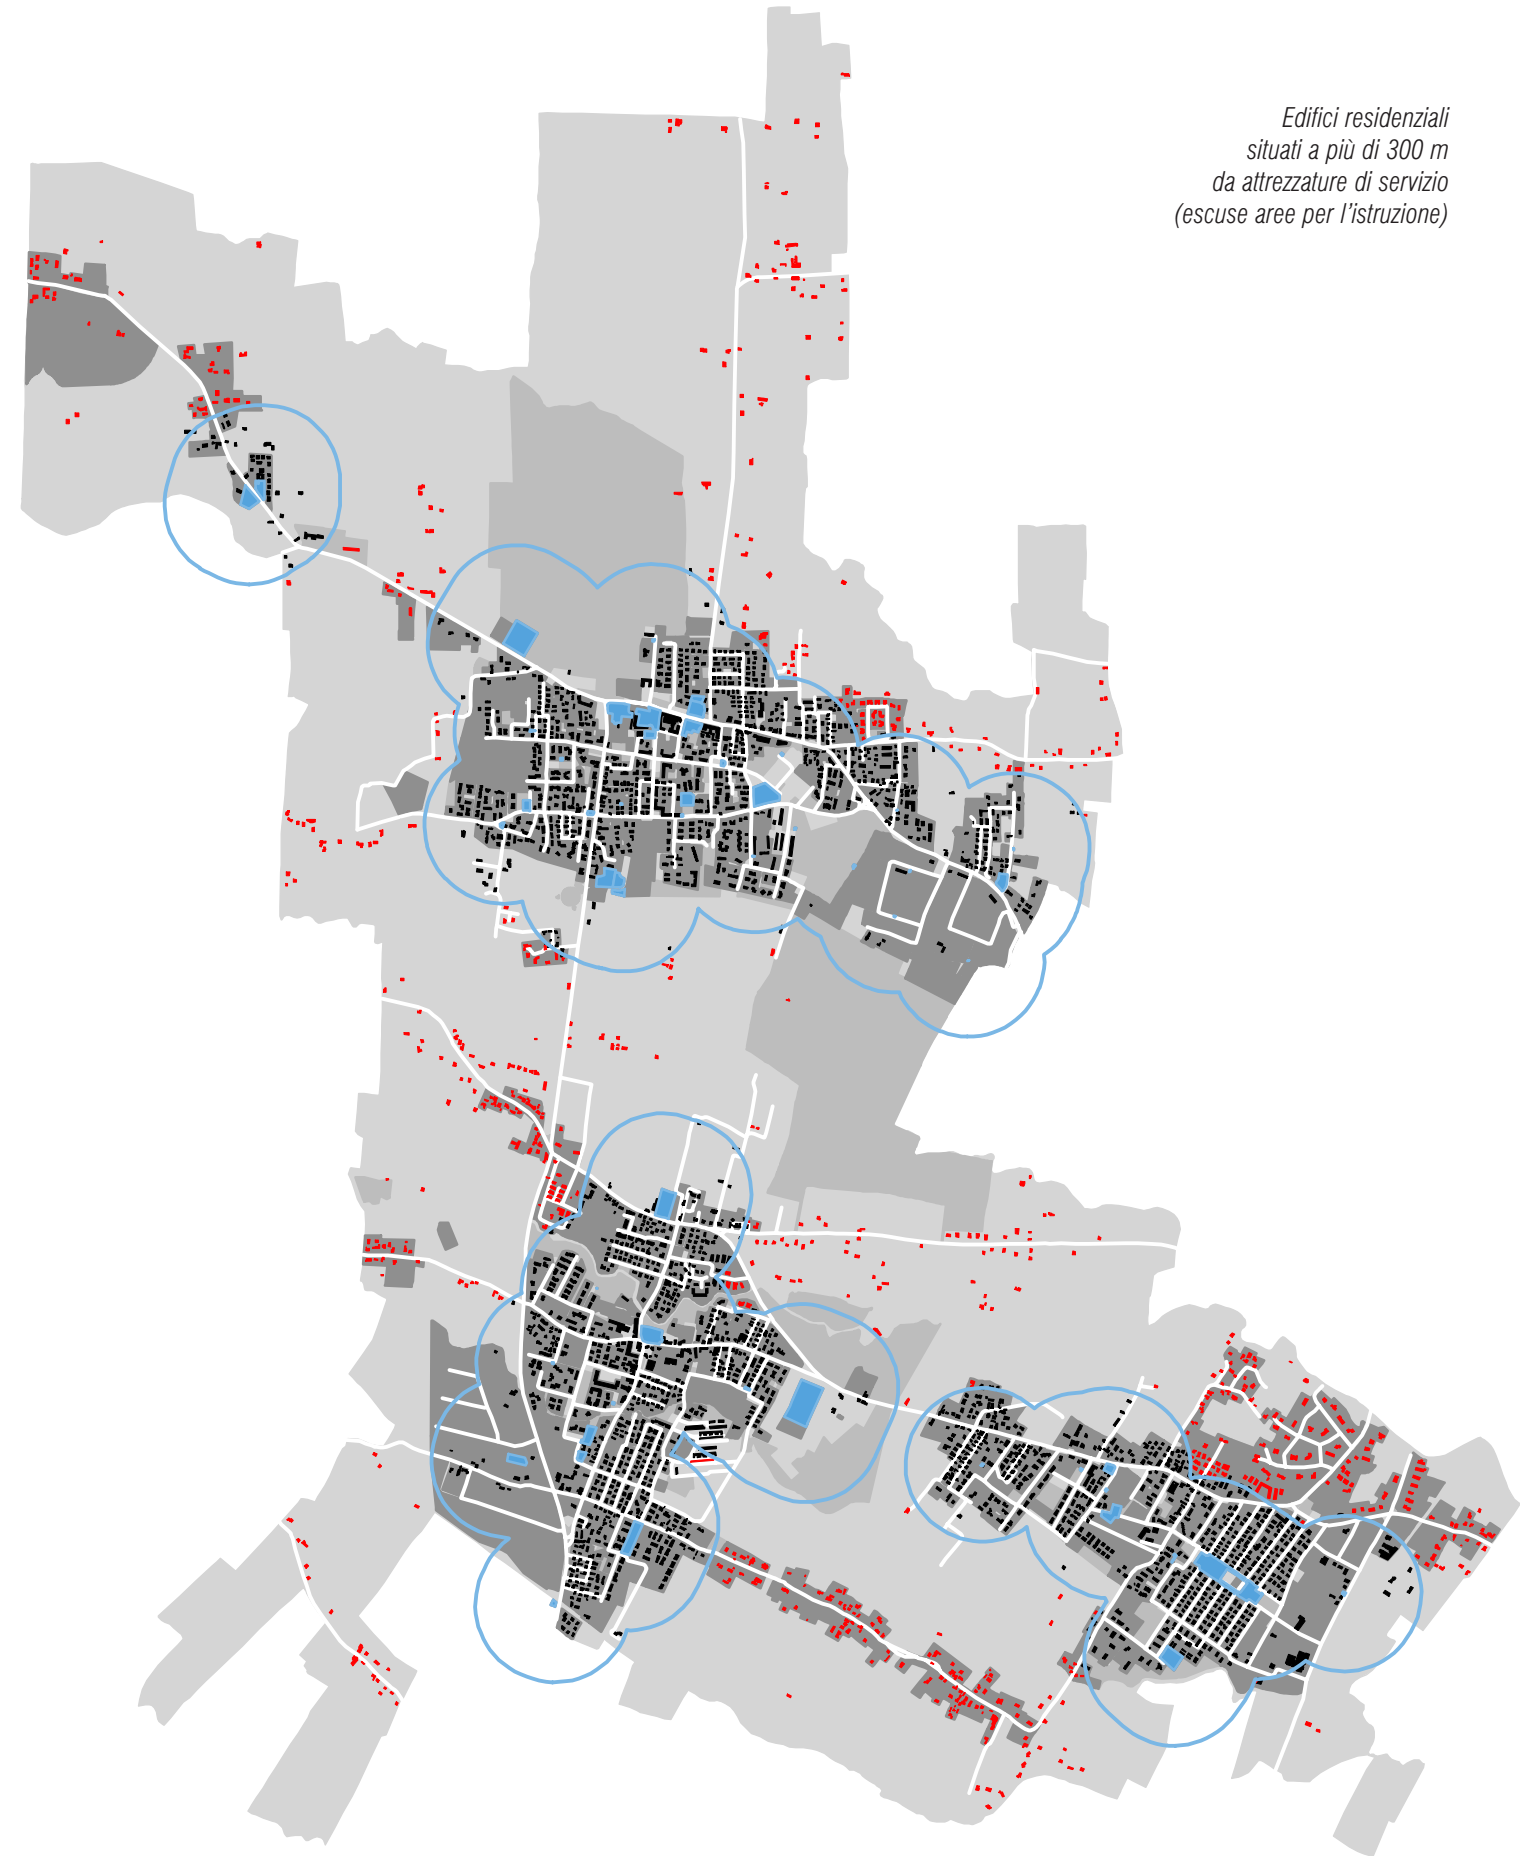 Edifici residenziali
situati a più di 300 m
da attrezzature di servizio
(escuse aree per l'istruzione)